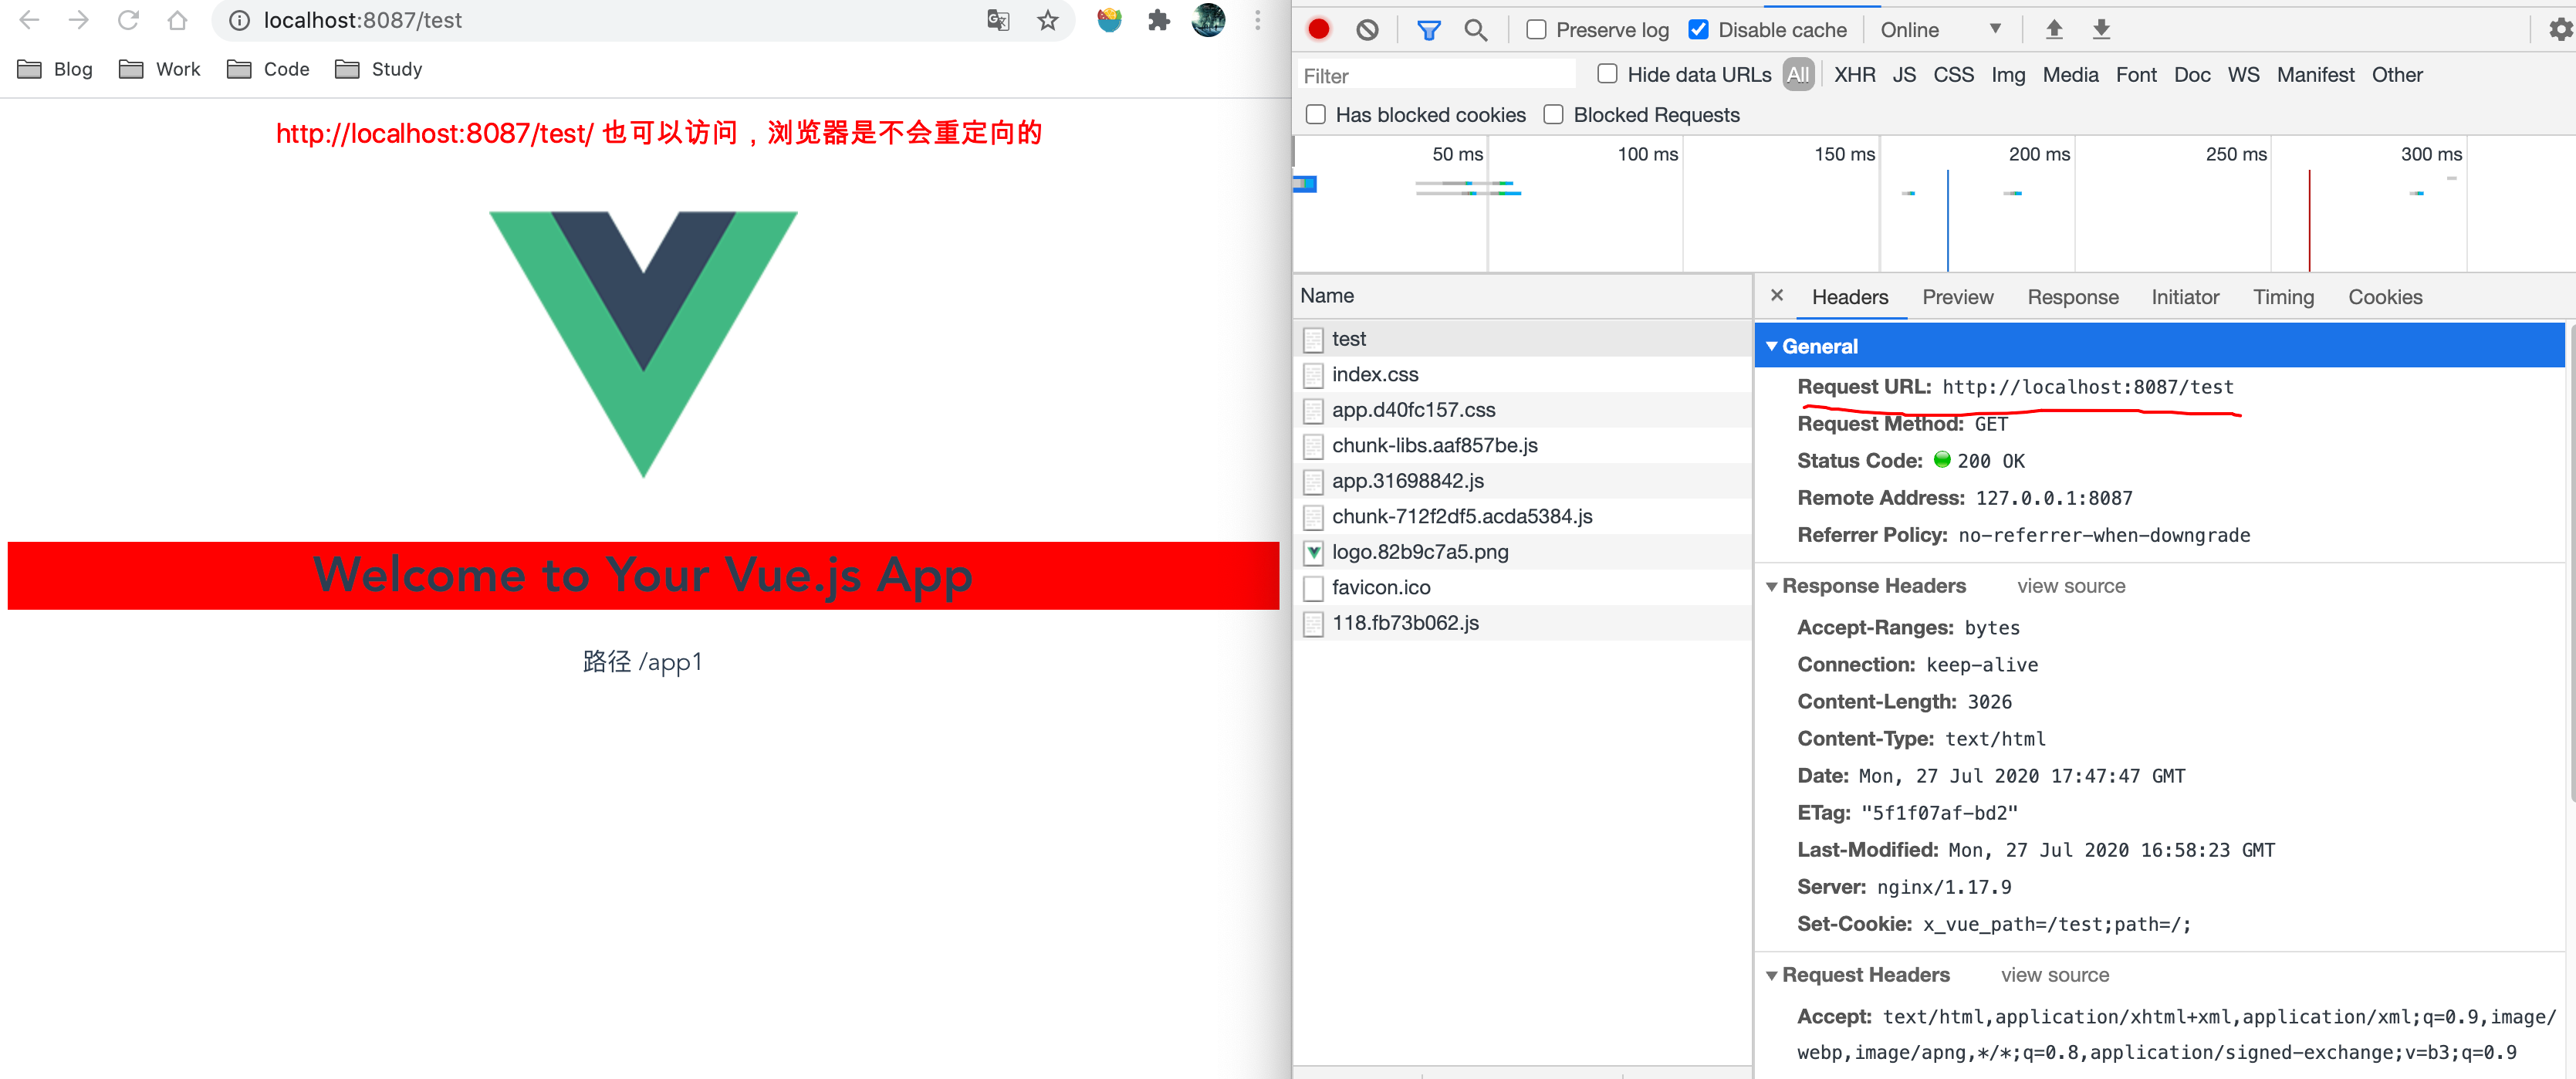 localhost:8087/test
Blog
Work
Code
Study
http://localhost:8087/test/ 也可以访问，浏览器是不会重定向的
Welcome to Your Vue.js App
路径 /app1
Preserve log
Disable cache
Online
Filter
Hide data URLs
All
XHR
JS
CSS
Img
Media
Font
Doc
WS
Manifest
Other
Has blocked cookies
Blocked Requests
50 ms
100 ms
150 ms
200 ms
250 ms
300 ms
Name
test
index.css
app.d40fc157.css
chunk-libs.aaf857be.js
app.31698842.js
chunk-712f2df5.acda5384.js
logo.82b9c7a5.png
favicon.ico
118.fb73b062.js
Headers
Preview
Response
Initiator
Timing
Cookies
General
Request URL: http://localhost:8087/test
Request Method: GET
Status Code: 200 OK
Remote Address: 127.0.0.1:8087
Referrer Policy: no-referrer-when-downgrade
Response Headers
view source
Accept-Ranges: bytes
Connection: keep-alive
Content-Length: 3026
Content-Type: text/html
Date: Mon, 27 Jul 2020 17:47:47 GMT
ETag: "5f1f07af-bd2"
Last-Modified: Mon, 27 Jul 2020 16:58:23 GMT
Server: nginx/1.17.9
Set-Cookie: x_vue_path=/test;path=/;
Request Headers
view source
Accept: text/html,application/xhtml+xml,application/xml;q=0.9,image/
webp,image/apng,*/*;q=0.8,application/signed-exchange;v=b3;q=0.9